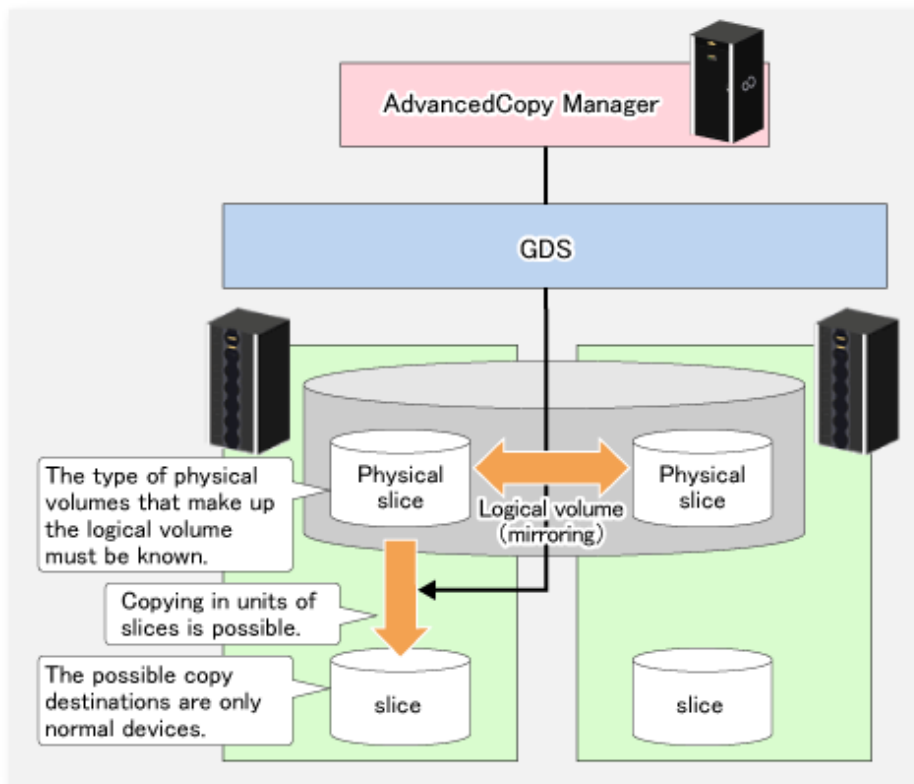 AdvancedCopy Manager
GDS
Physical
slice
Physical
slice
Logical volume
(mirroring)
The type of physical
volumes that make up
the logical volume
must be known.
Copying in units of
slices is possible.
The possible copy
destinations are only
normal devices.
slice
slice